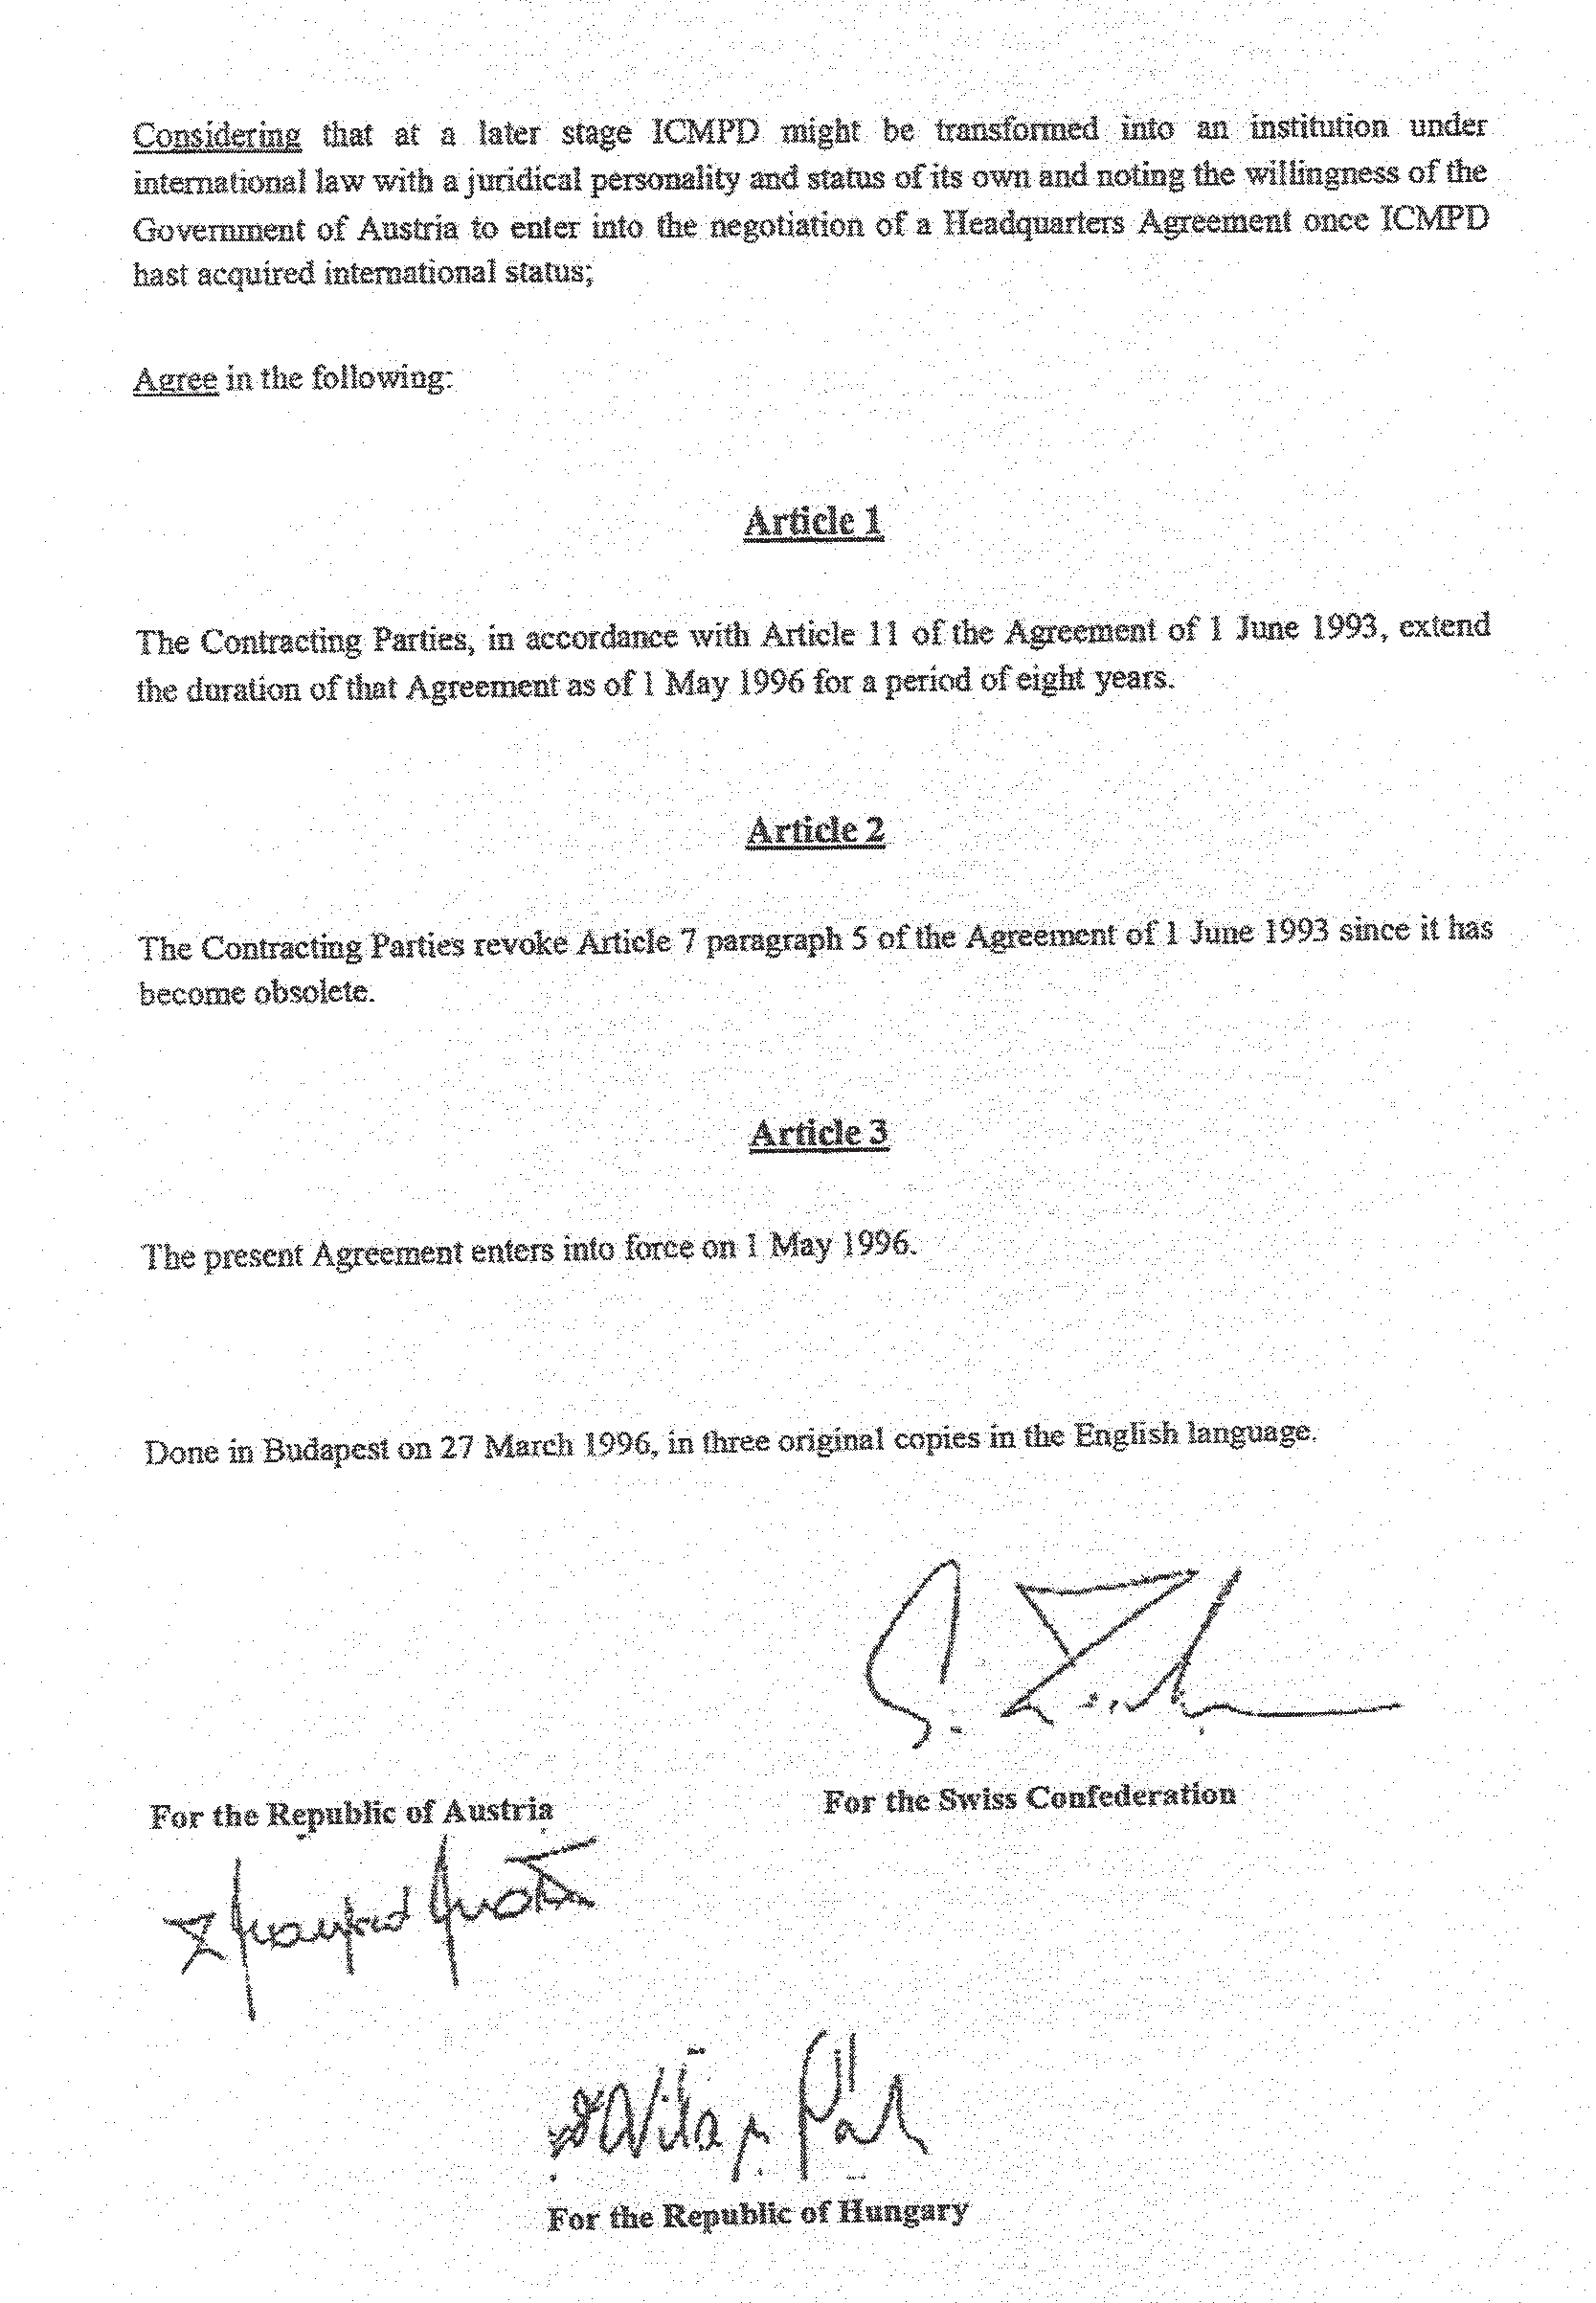 Considering that at a later stage ICMPD might be transformed into an institution under
international law with a juridical personality and status of its own and noting the willingness of the
Government of Austria to enter into the negotiation of a Headquarters Agreement once ICMPD
hast acquired international status;
Agree in the following:
Article 1
The Contracting Parties, in accordance with Article 11 of the Agreement of 1 June 1993, extend
the duration of that Agreement as of 1 May 1996 for a period of eight years.
Article 2
The Contracting Parties revoke Article 7 paragraph 5 of the Agreement of 1 June 1993 since it has
become obsolete.
Article 3
The present Agreement enters into force on 1 May 1996.
Done in Budapest on 27 March 1996, in three original copies in the English language.
For the Swiss Confederation
For the Republic of Austria
For the Republic of Hungary